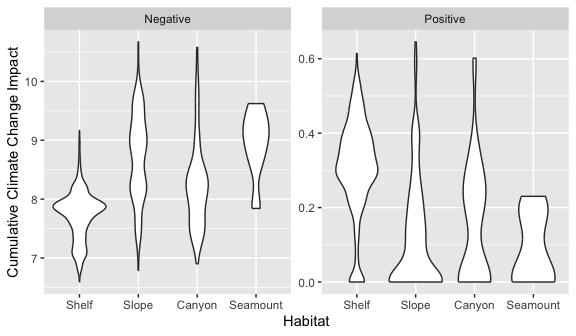 Negative
Positive
Cumulative Climate Change Impact
10
9
8
7
0.6
0.4
0.2
0.0
Shelf Slope Canyon Seamount
Shelf Slope Canyon Seamount
Habitat